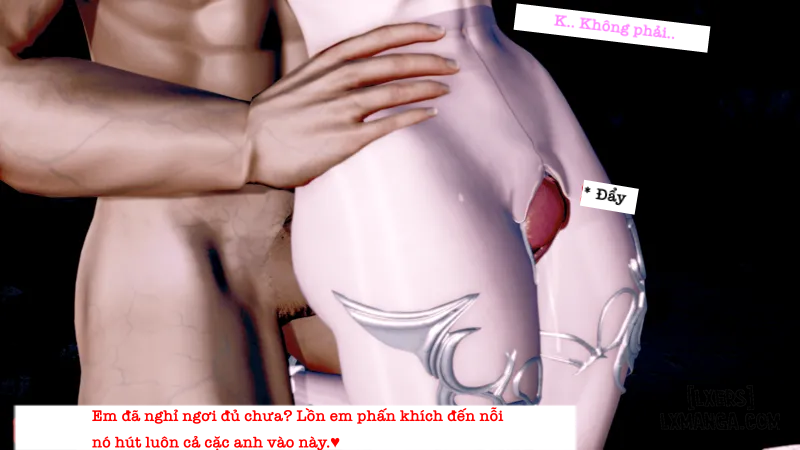 K.. Không phải..
* Đẩy
Em đã nghỉ ngơi đủ chưa? Lồn em phấn khích đến nỗi
nó hút luôn cả cặc anh vào này.♥
[LXERS]
LXMANGA.COM